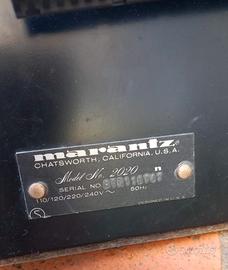 marantz
CHATSWORTH, CALIFORNIA, U.S.A.
Model No. 2020 n
SERIAL NO.
110/120/220/240V~ 50Hz
S